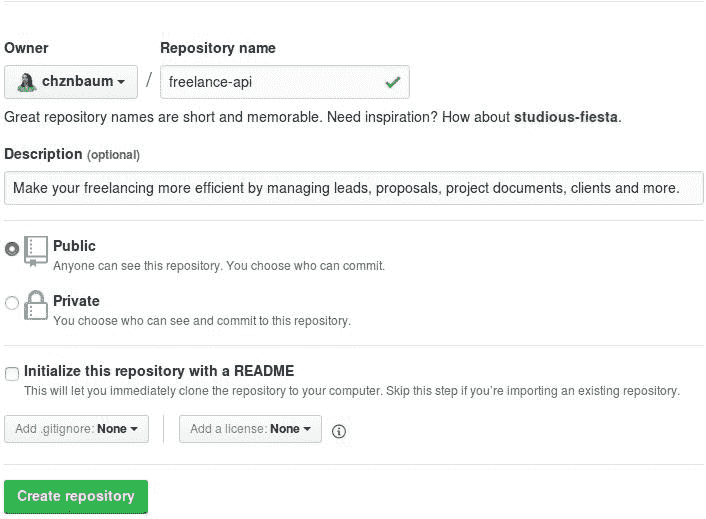 Owner Repository name
chznbaum / freelance-api
Great repository names are short and memorable. Need inspiration? How about studious-fiesta.
Description (optional)
Make your freelancing more efficient by managing leads, proposals, project documents, clients and more.
Public
Anyone can see this repository. You choose who can commit.
Private
You choose who can see and commit to this repository.
Initialize this repository with a README
This will let you immediately clone the repository to your computer. Skip this step if you’re importing an existing repository.
Add .gitignore: None Add a license: None
Create repository